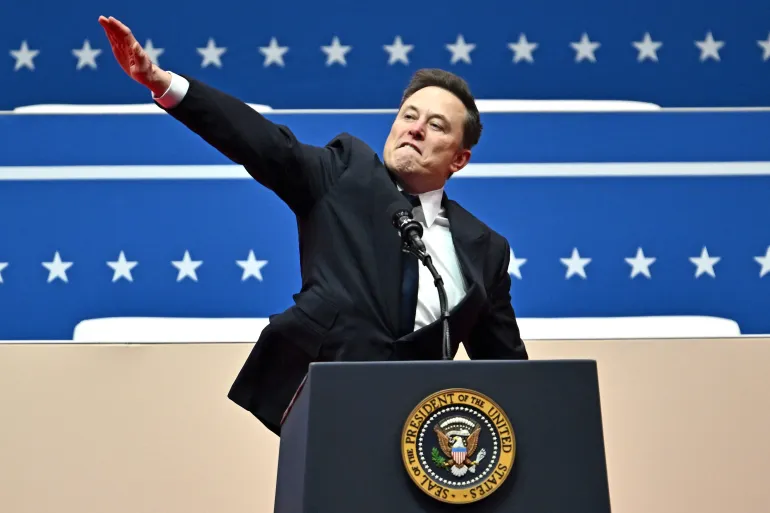 SEAL OF THE PRESIDENT OF THE UNITED STATES